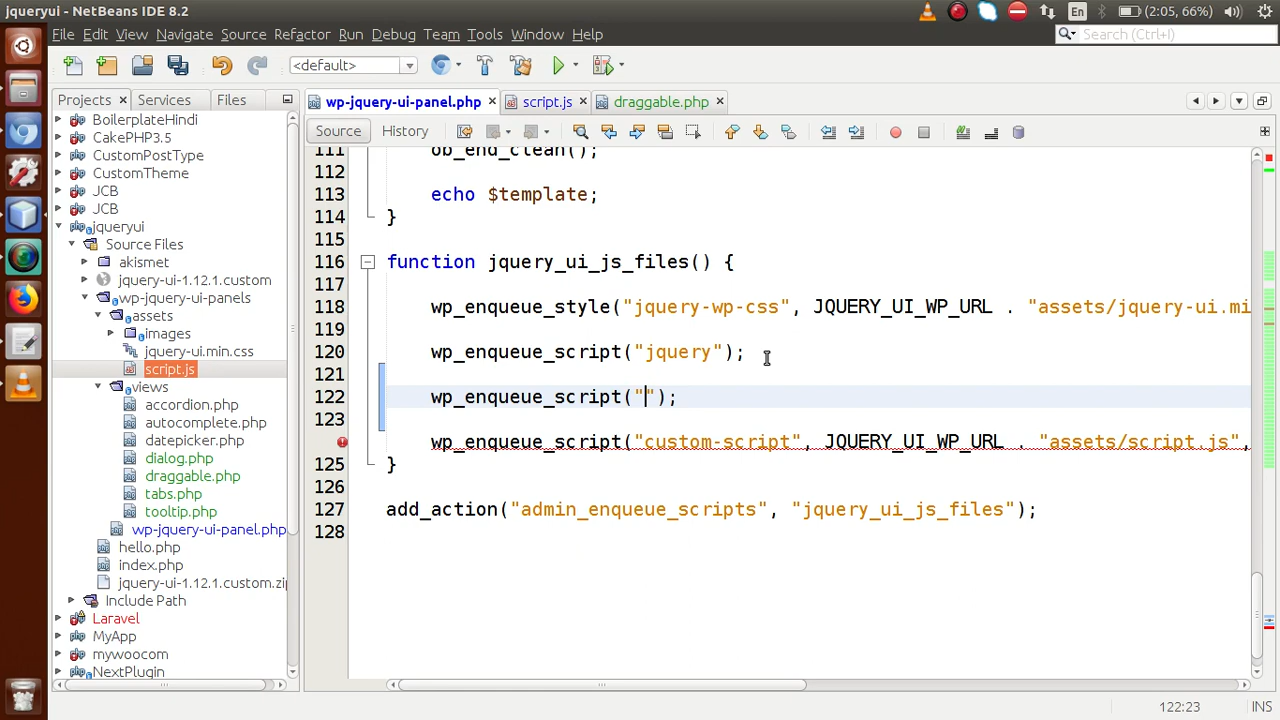 jqueryui - NetBeans IDE 8.2
En
(2:05, 66%)
File Edit View Navigate Source Refactor Run Debug Team Tools Window Help
Search (Ctrl+I)
<default>
Projects Services Files
wp-jquery-ui-panel.php script.js draggable.php
Source History
BoilerplateHindi
CakePHP3.5
CustomPostType
CustomTheme
JCB
JCB
jqueryui
Source Files
akismet
jquery-ui-1.12.1.custom
wp-jquery-ui-panels
assets
images
jquery-ui.min.css
script.js
views
accordion.php
autocomplete.php
datepicker.php
dialog.php
draggable.php
tabs.php
tooltip.php
wp-jquery-ui-panel.php
hello.php
index.php
jquery-ui-1.12.1.custom.zi
Include Path
Laravel
MyApp
mywoocom
NextPlugin
111 ob_end_clean();
112
113 echo $template;
114 }
115
116 function jquery_ui_js_files() {
117
118 wp_enqueue_style("jquery-wp-css", JQUERY_UI_WP_URL . "assets/jquery-ui.mi
119
120 wp_enqueue_script("jquery");
121
122 wp_enqueue_script("");
123
wp_enqueue_script("custom-script", JQUERY_UI_WP_URL . "assets/script.js",
125 }
126
127 add_action("admin_enqueue_scripts", "jquery_ui_js_files");
128
122:23 INS